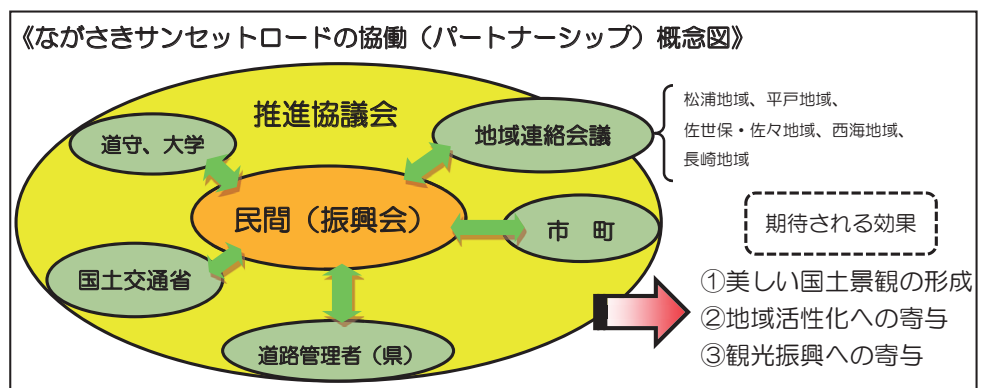 《ながさきサンセットロードの協働（パートナーシップ）概念図》
推進協議会
道守、大学
地域連絡会議
松浦地域、平戸地域、
佐世保・佐々地域、西海地域、
長崎地域
民間（振興会）
市　町
国土交通省
道路管理者（県）
期待される効果
①美しい国土景観の形成
②地域活性化への寄与
③観光振興への寄与